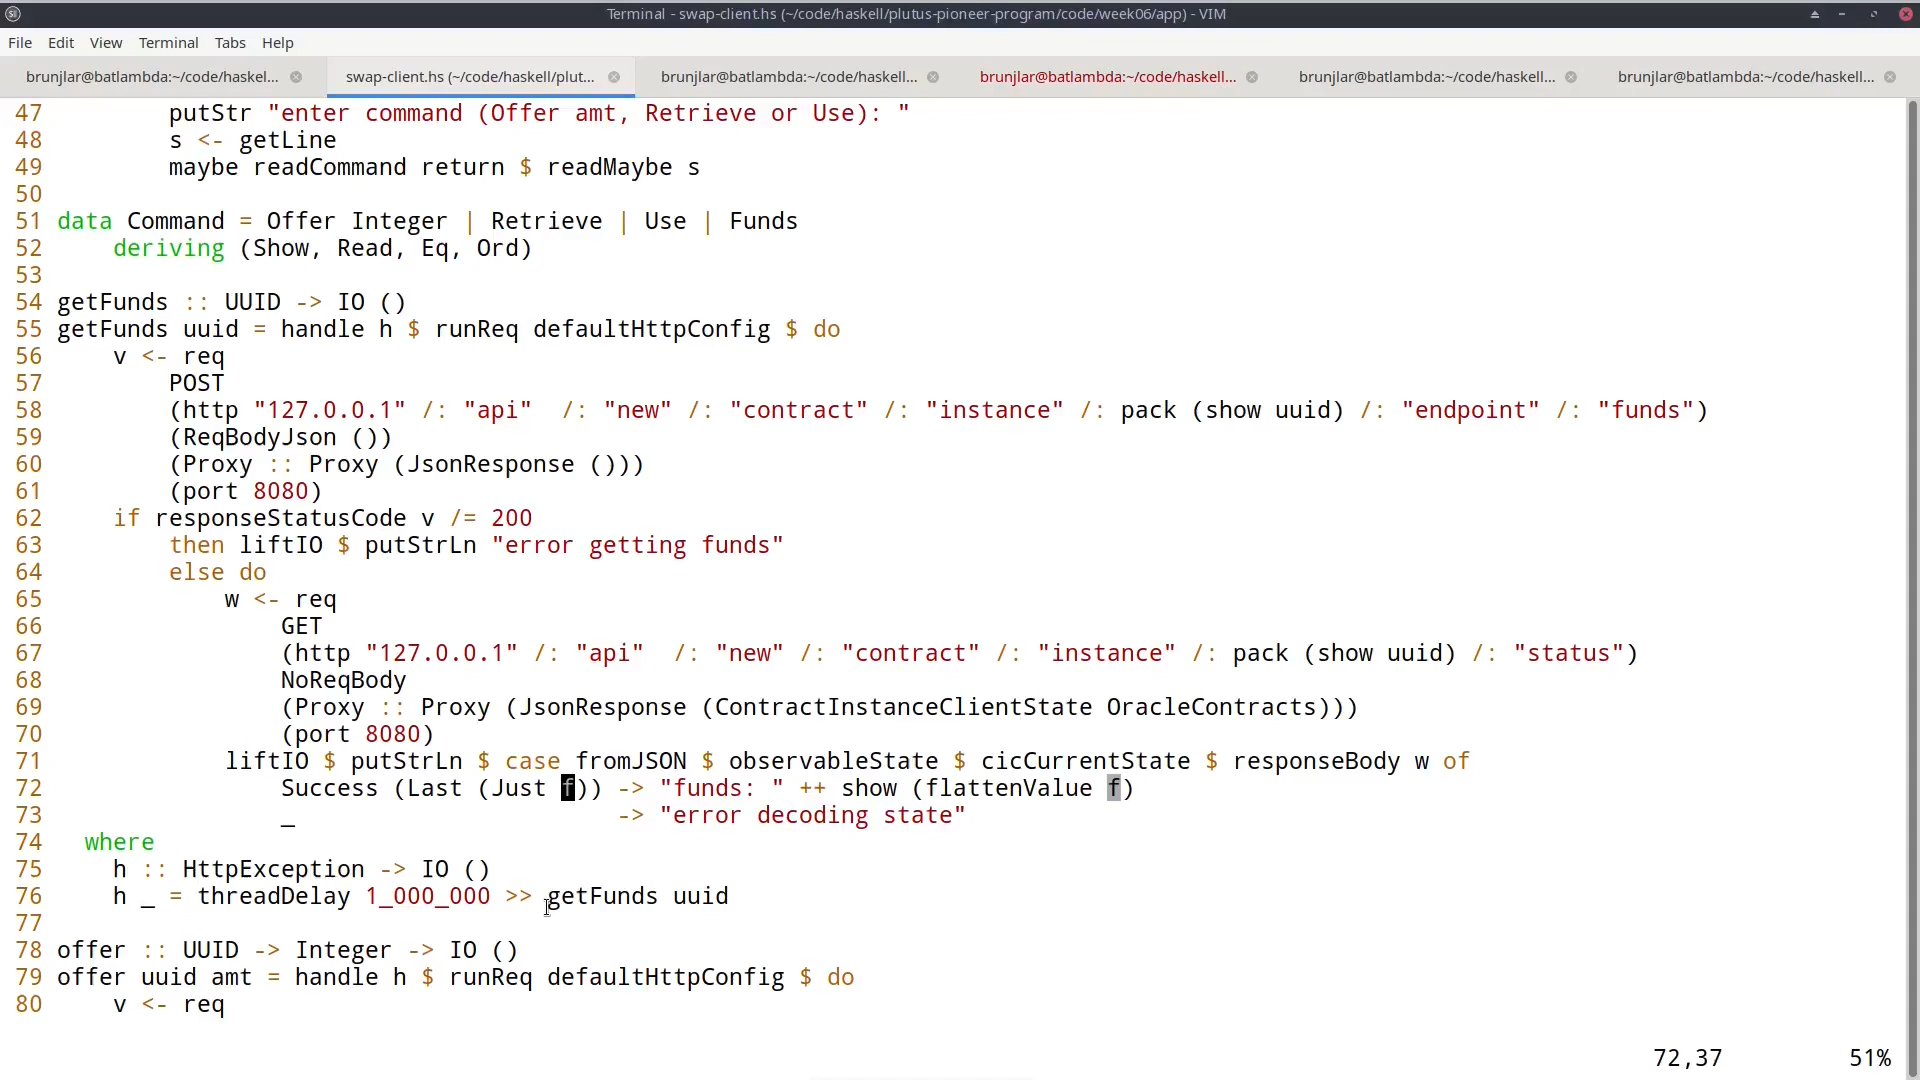 Terminal - swap-client.hs (~/code/haskell/plutus-pioneer-program/code/week06/app) - VIM
File Edit View Terminal Tabs Help
brunjlar@batlambda:~/code/haskel... swap-client.hs (~/code/haskell/plut... brunjlar@batlambda:~/code/haskell... brunjlar@batlambda:~/code/haskell... brunjlar@batlambda:~/code/haskell... brunjlar@batlambda:~/code/haskell...
47         putStr "enter command (Offer amt, Retrieve or Use): "
48         s <- getLine
49         maybe readCommand return $ readMaybe s
50
51 data Command = Offer Integer | Retrieve | Use | Funds
52     deriving (Show, Read, Eq, Ord)
53
54 getFunds :: UUID -> IO ()
55 getFunds uuid = handle h $ runReq defaultHttpConfig $ do
56     v <- req
57         POST
58         (http "127.0.0.1" /: "api"  /: "new" /: "contract" /: "instance" /: pack (show uuid) /: "endpoint" /: "funds")
59         (ReqBodyJson ())
60         (Proxy :: Proxy (JsonResponse ()))
61         (port 8080)
62     if responseStatusCode v /= 200
63         then liftIO $ putStrLn "error getting funds"
64         else do
65             w <- req
66                 GET
67                 (http "127.0.0.1" /: "api"  /: "new" /: "contract" /: "instance" /: pack (show uuid) /: "status")
68                 NoReqBody
69                 (Proxy :: Proxy (JsonResponse (ContractInstanceClientState OracleContracts)))
70                 (port 8080)
71             liftIO $ putStrLn $ case fromJSON $ observableState $ cicCurrentState $ responseBody w of
72                 Success (Last (Just f)) -> "funds: " ++ show (flattenValue f)
73                 _                       -> "error decoding state"
74   where
75     h :: HttpException -> IO ()
76     h _ = threadDelay 1_000_000 >> getFunds uuid
77
78 offer :: UUID -> Integer -> IO ()
79 offer uuid amt = handle h $ runReq defaultHttpConfig $ do
80     v <- req
72,37 51%